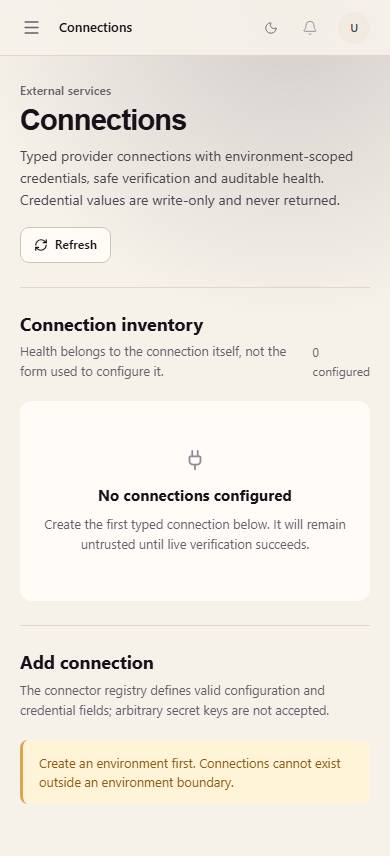 Connections
U
External services
Connections
Typed provider connections with environment-scoped
credentials, safe verification and auditable health.
Credential values are write-only and never returned.
Refresh
Connection inventory
Health belongs to the connection itself, not the
form used to configure it.
0
configured
No connections configured
Create the first typed connection below. It will remain
untrusted until live verification succeeds.
Add connection
The connector registry defines valid configuration and
credential fields; arbitrary secret keys are not accepted.
Create an environment first. Connections cannot exist
outside an environment boundary.